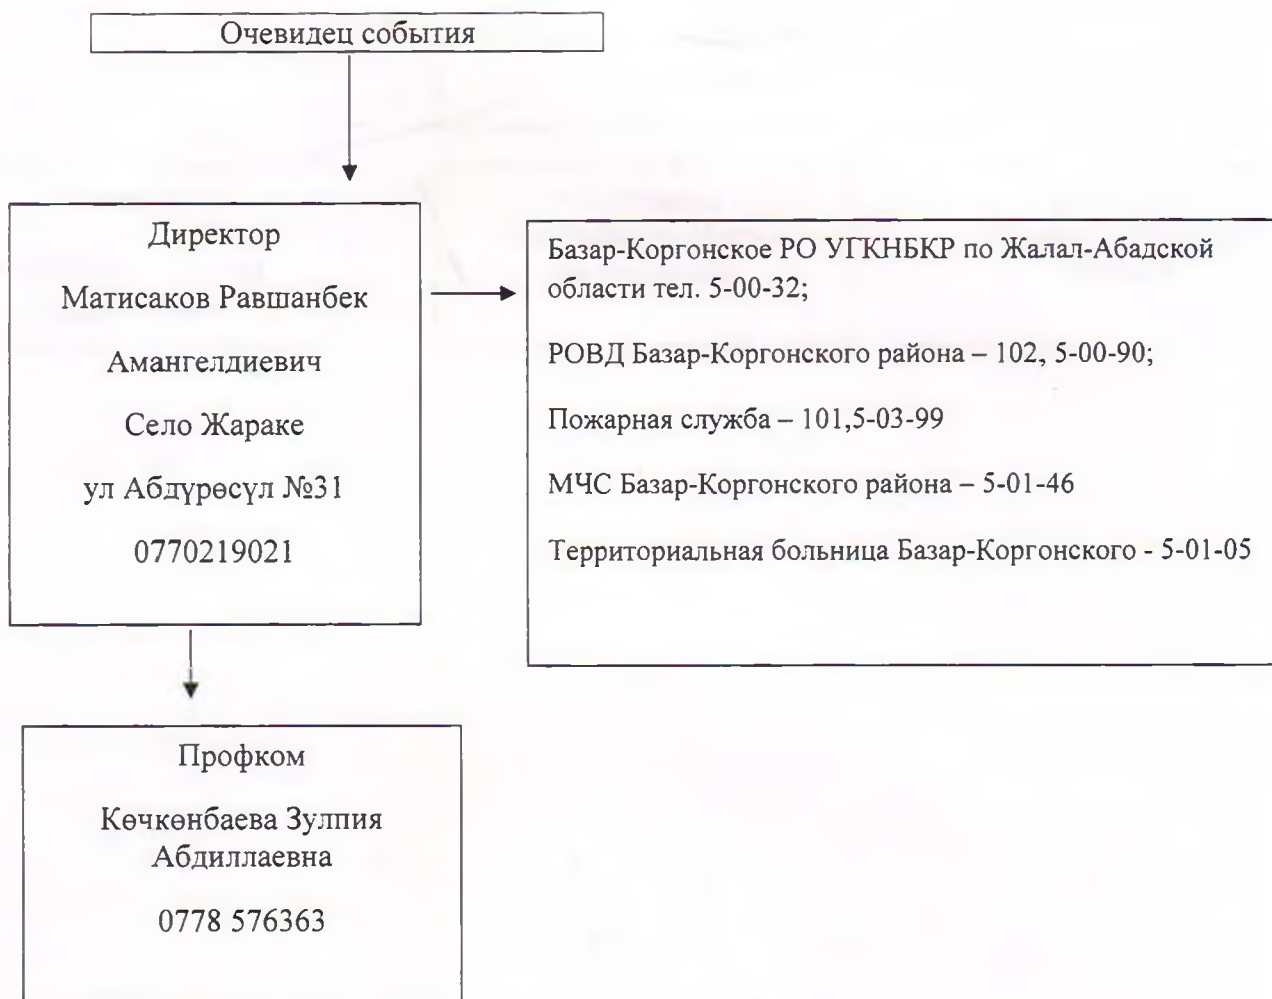 Очевидец события
Директор
Матисаков Равшанбек
Амангелдиевич
Село Жараке
ул Абдүрөсүл №31
0770219021
Базар-Коргонское РО УГКНБКР по Жалал-Абадской
области тел. 5-00-32;
РОВД Базар-Коргонского района – 102, 5-00-90;
Пожарная служба – 101,5-03-99
МЧС Базар-Коргонского района – 5-01-46
Территориальная больница Базар-Коргонского - 5-01-05
Профком
Көчкөнбаева Зулпия
Абдиллаевна
0778 576363